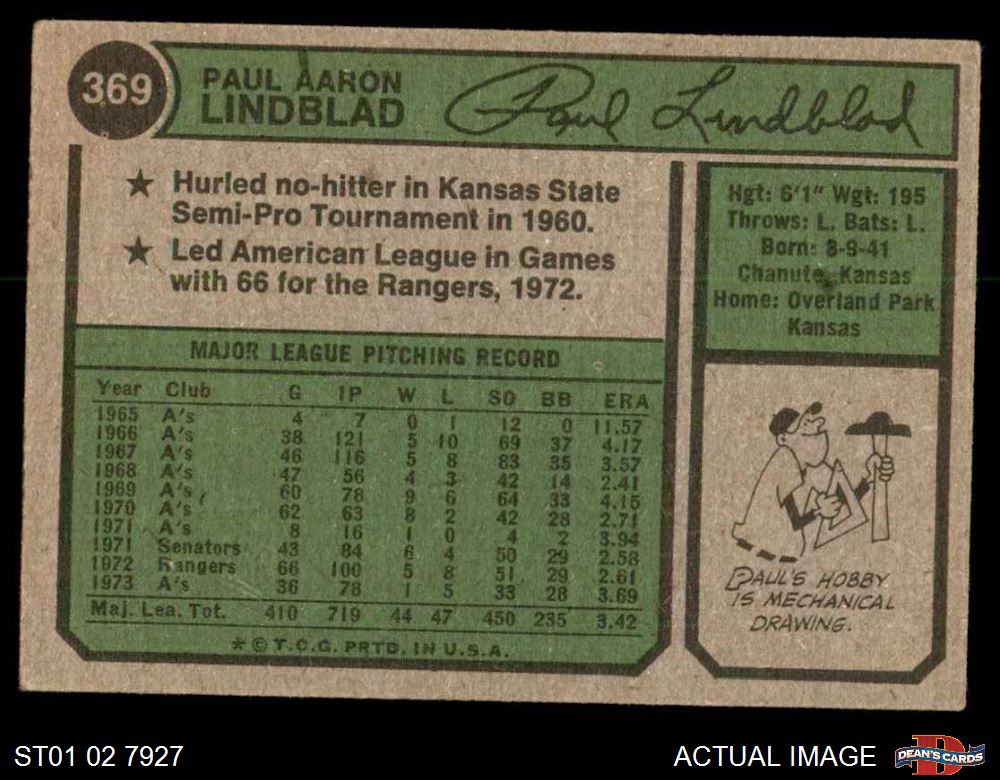 369
PAUL AARON
LINDBLAD
Paul Lindblad
★ Hurled no-hitter in Kansas State
Semi-Pro Tournament in 1960.
★ Led American League in Games
with 66 for the Rangers, 1972.
Hgt: 6'1" Wgt: 195
Throws: L. Bats: L.
Born: 8-9-41
Chanute, Kansas
Home: Overland Park
Kansas
MAJOR LEAGUE PITCHING RECORD
Year Club G IP W L SO BB ERA
1965 A's 4 7 0 1 12 0 11.57
1966 A's 38 121 5 10 69 37 4.17
1967 A's 46 116 5 8 83 35 3.57
1968 A's 47 56 4 3 42 14 2.41
1969 A's 60 78 9 6 64 33 4.15
1970 A's 62 63 8 2 42 28 2.71
1971 A's 8 16 1 0 4 2 3.94
1971 Senators 43 84 6 4 50 29 2.58
1972 Rangers 66 100 5 8 51 29 2.61
1973 A's 36 78 1 5 33 28 3.69
Maj. Lea. Tot. 410 719 44 47 450 235 3.42
* © T.C.G. PRTD. IN U.S.A.
PAUL'S HOBBY
IS MECHANICAL
DRAWING.
ST01 02 7927
ACTUAL IMAGE
D
DEAN'S CARDS